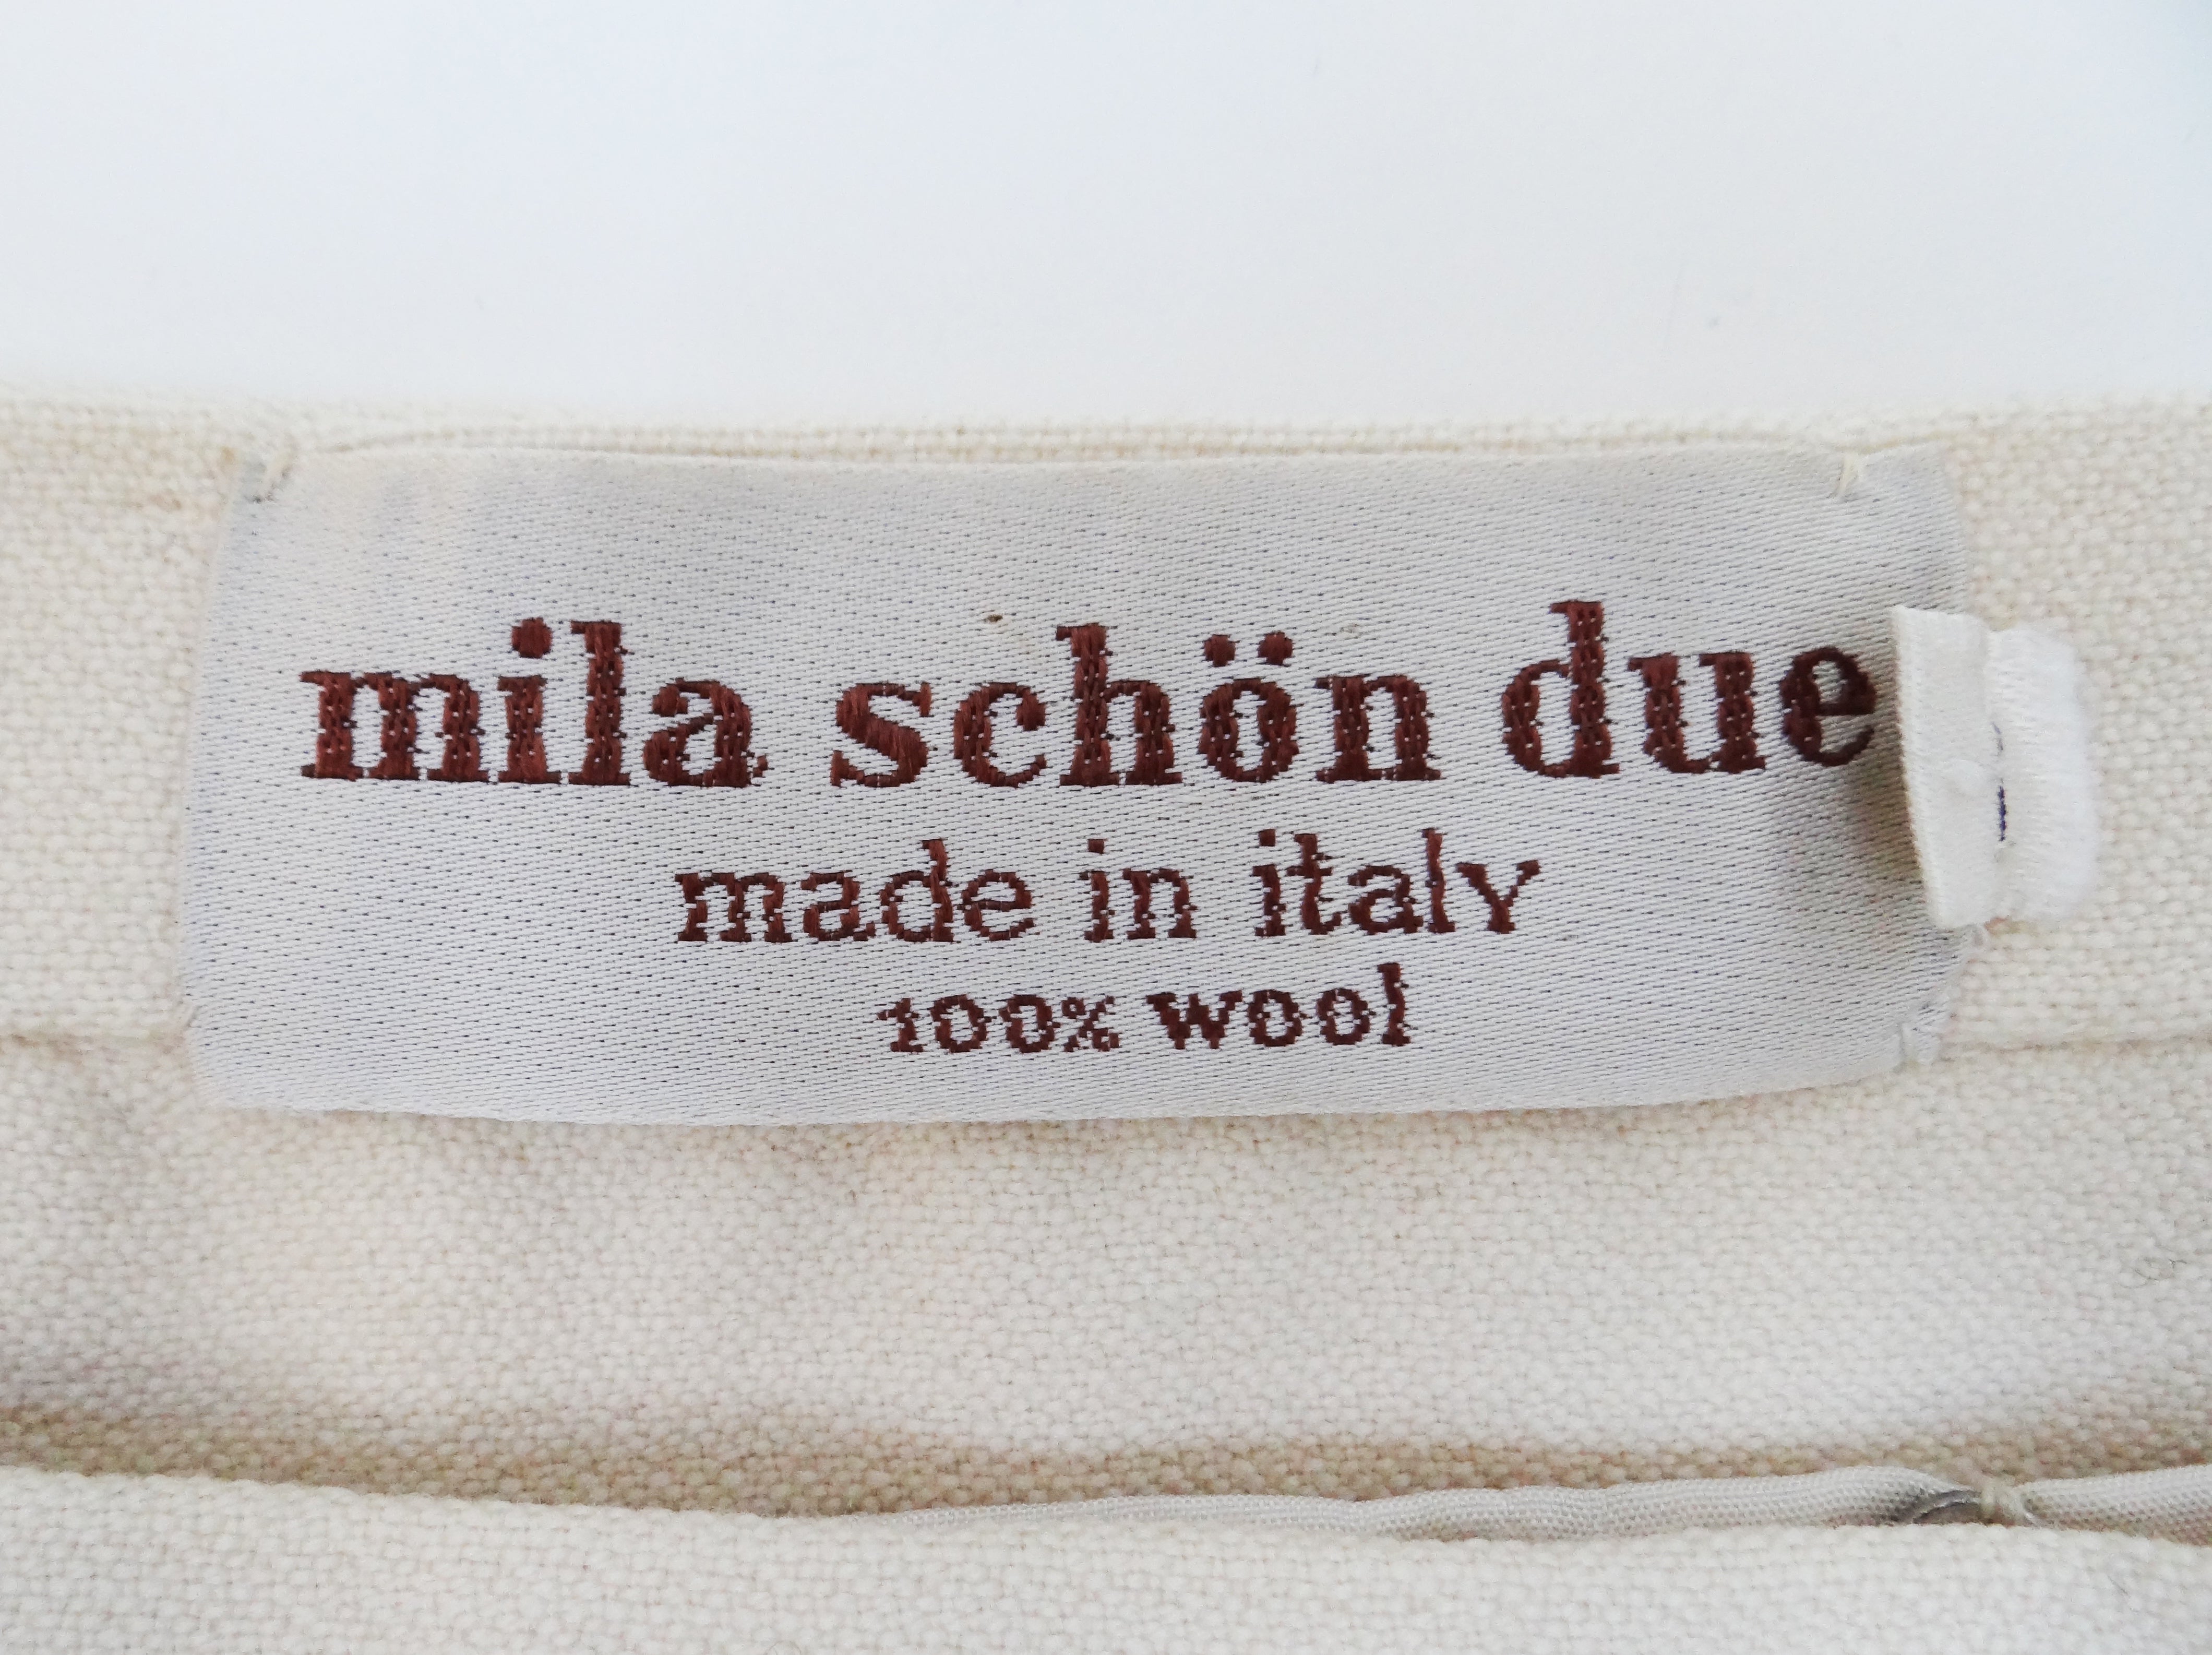 mila schön due
made in italy
100% wool